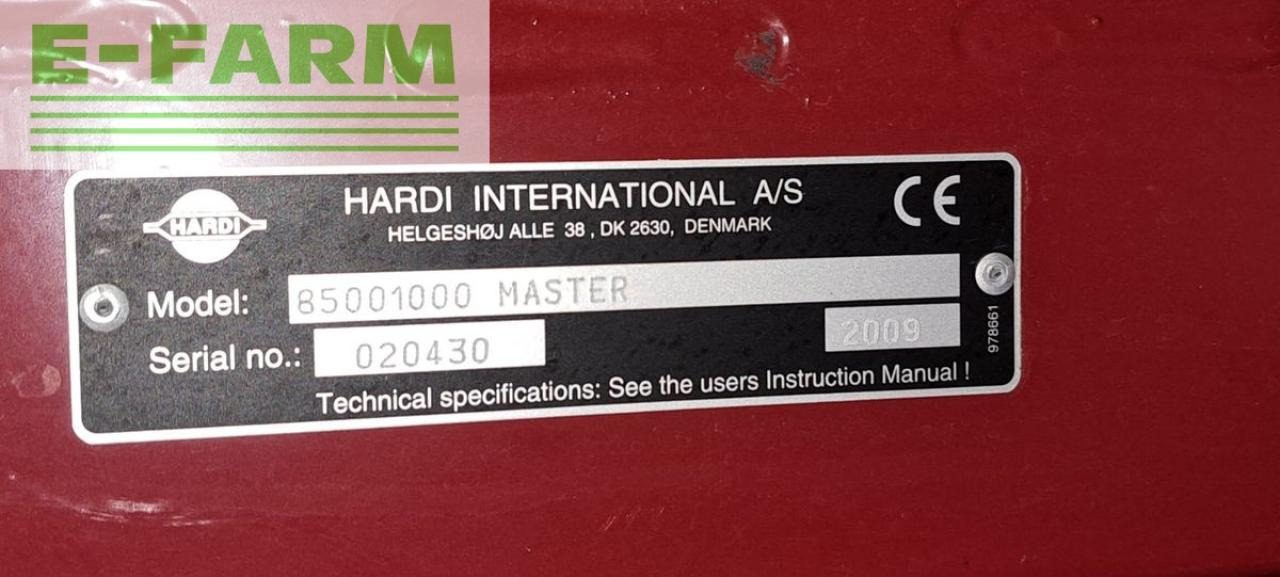 E-FARM
HARDI INTERNATIONAL A/S
HELGESHØJ ALLE 38, DK 2630, DENMARK
CE
HARDI
Model: 85001000 MASTER
Serial no.: 020430
2009
978661
Technical specifications: See the users Instruction Manual !